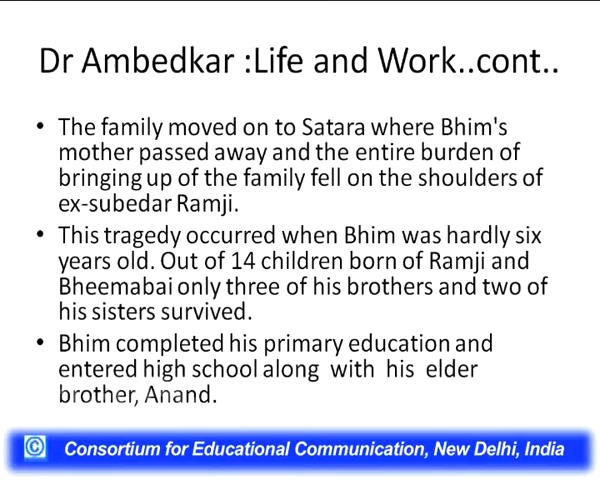 Dr Ambedkar :Life and Work..cont..
• The family moved on to Satara where Bhim's
mother passed away and the entire burden of
bringing up of the family fell on the shoulders of
ex-subedar Ramji.
• This tragedy occurred when Bhim was hardly six
years old. Out of 14 children born of Ramji and
Bheemabai only three of his brothers and two of
his sisters survived.
• Bhim completed his primary education and
entered high school along with his elder
brother, Anand.
© Consortium for Educational Communication, New Delhi, India